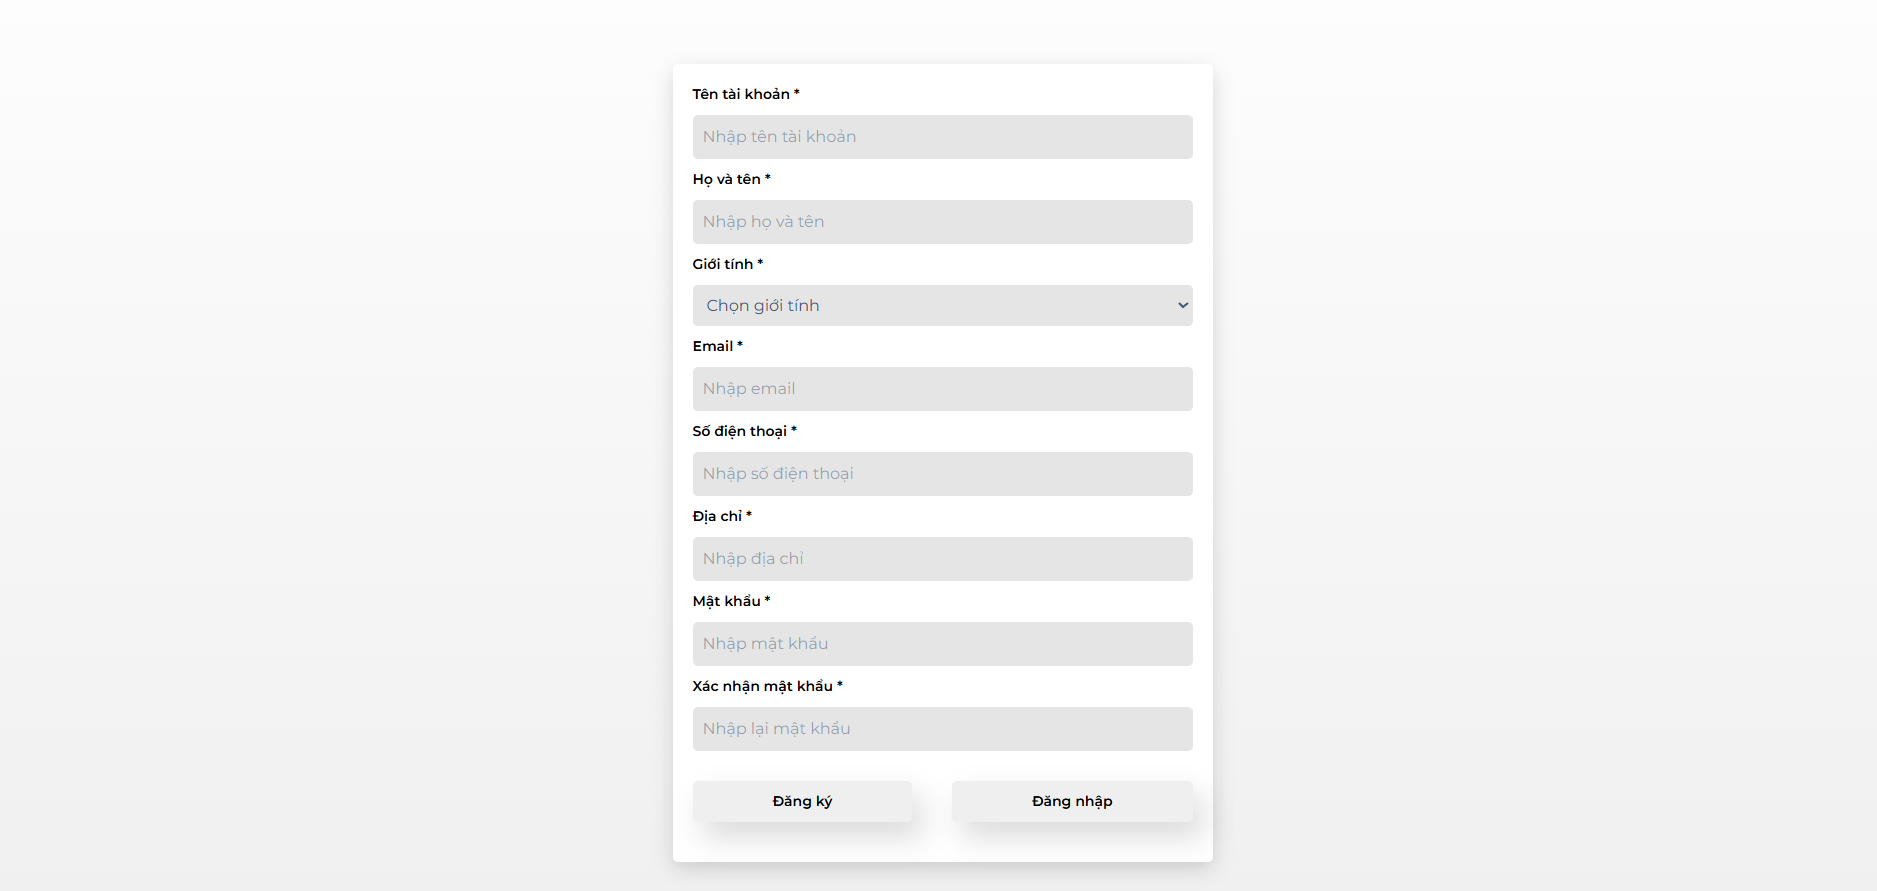 Tên tài khoản *
Nhập tên tài khoản
Họ và tên *
Nhập họ và tên
Giới tính *
Chọn giới tính
Email *
Nhập email
Số điện thoại *
Nhập số điện thoại
Địa chỉ *
Nhập địa chỉ
Mật khẩu *
Nhập mật khẩu
Xác nhận mật khẩu *
Nhập lại mật khẩu
Đăng ký
Đăng nhập